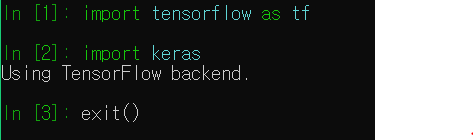 In [1]: import tensorflow as tf
In [2]: import keras
Using TensorFlow backend.
In [3]: exit()